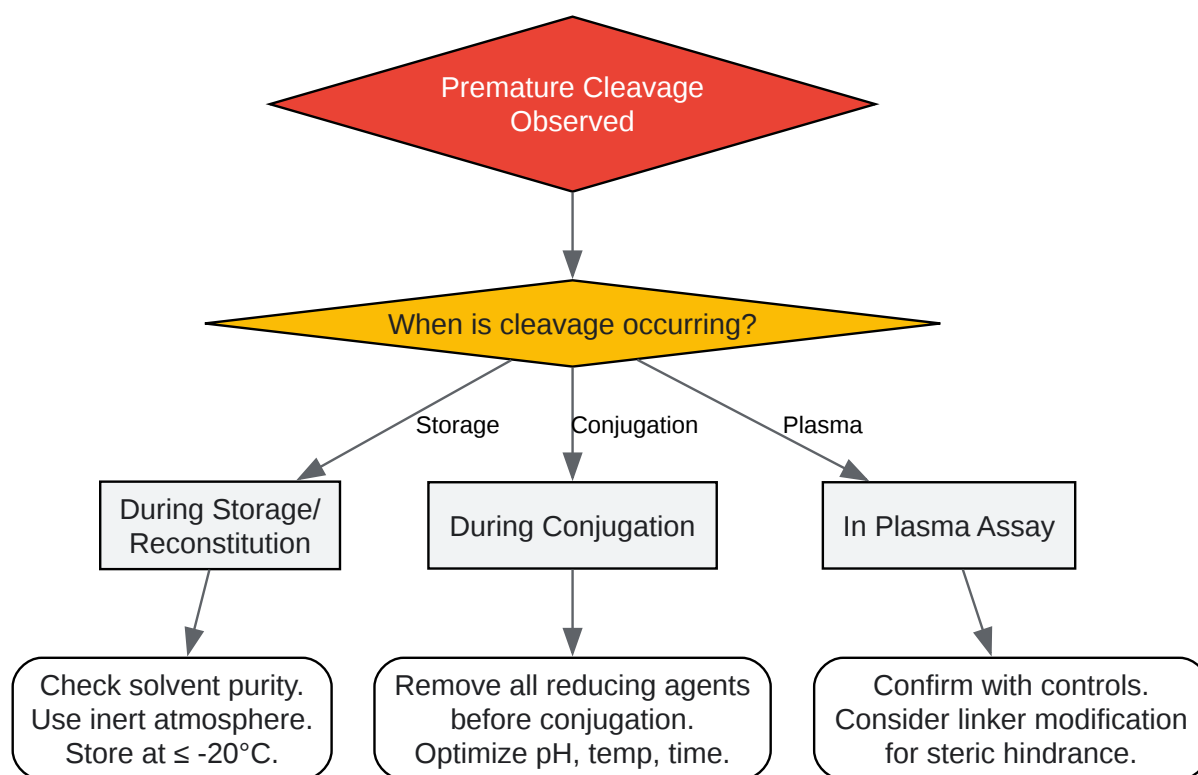 Premature Cleavage
Observed
When is cleavage occurring?
Storage
Conjugation
Plasma
During Storage/
Reconstitution
During Conjugation
In Plasma Assay
Check solvent purity.
Use inert atmosphere.
Store at ≤ -20°C.
Remove all reducing agents
before conjugation.
Optimize pH, temp, time.
Confirm with controls.
Consider linker modification
for steric hindrance.